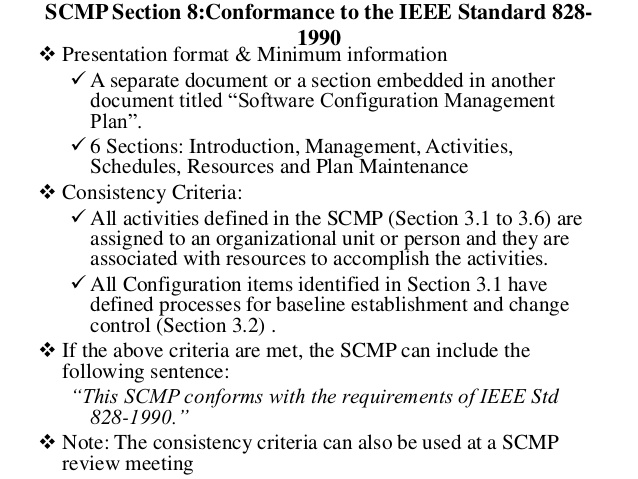 SCMP Section 8:Conformance to the IEEE Standard 828-
1990
❖ Presentation format & Minimum information
✓ A separate document or a section embedded in another
document titled “Software Configuration Management
Plan”.
✓ 6 Sections: Introduction, Management, Activities,
Schedules, Resources and Plan Maintenance
❖ Consistency Criteria:
✓ All activities defined in the SCMP (Section 3.1 to 3.6) are
assigned to an organizational unit or person and they are
associated with resources to accomplish the activities.
✓ All Configuration items identified in Section 3.1 have
defined processes for baseline establishment and change
control (Section 3.2) .
❖ If the above criteria are met, the SCMP can include the
following sentence:
“This SCMP conforms with the requirements of IEEE Std
828-1990.”
❖ Note: The consistency criteria can also be used at a SCMP
review meeting